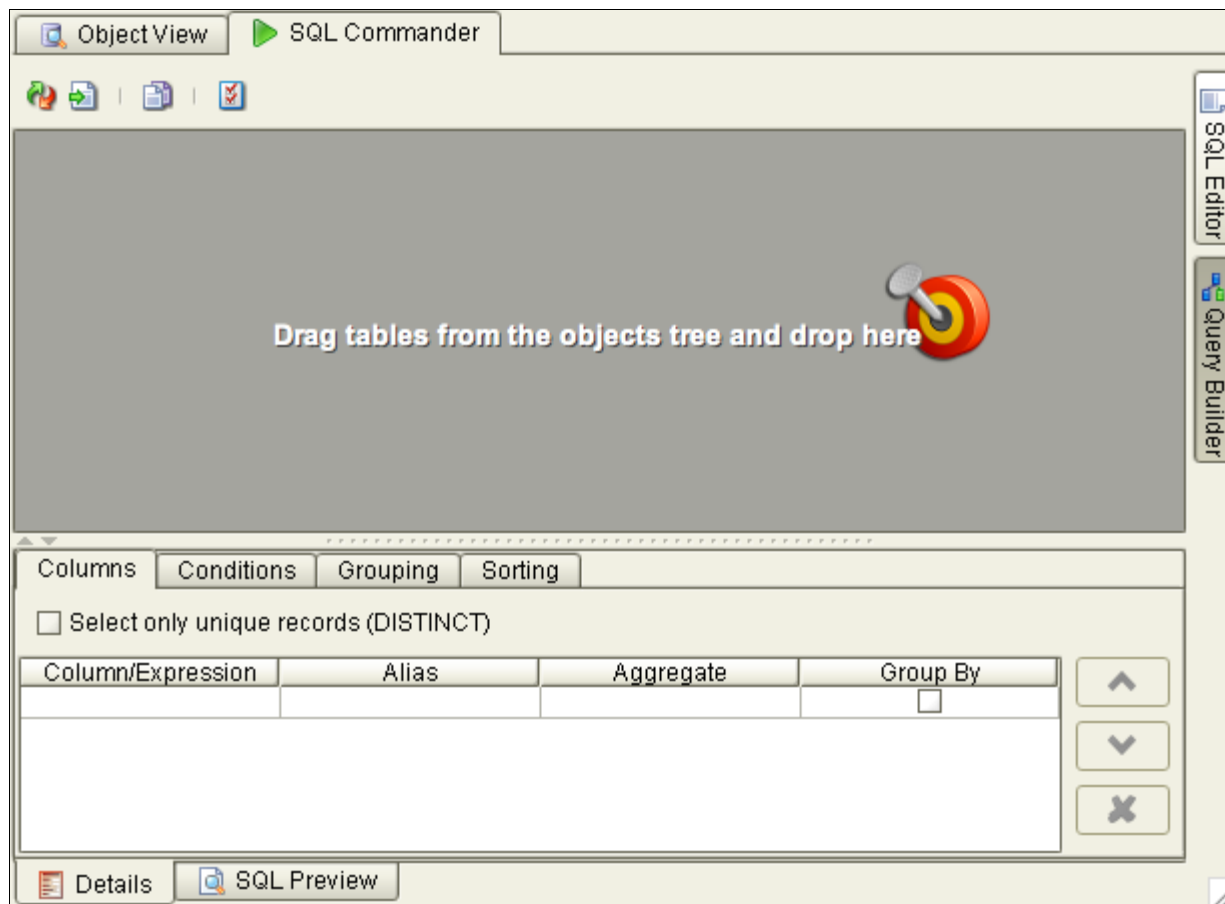 Object View
SQL Commander
SQL Editor
Query Builder
Drag tables from the objects tree and drop here
Columns
Conditions
Grouping
Sorting
Select only unique records (DISTINCT)
Column/Expression
Alias
Aggregate
Group By
Details
SQL Preview